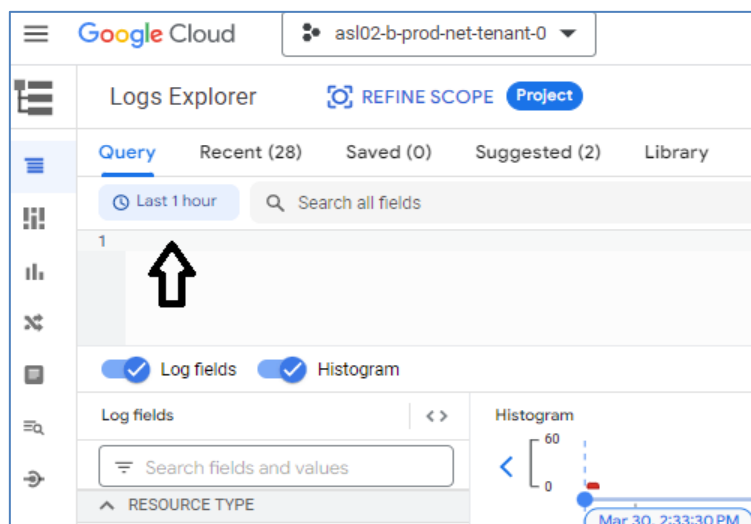 Google Cloud
asl02-b-prod-net-tenant-0
Logs Explorer
REFINE SCOPE
Project
Query
Recent (28)
Saved (0)
Suggested (2)
Library
Last 1 hour
Search all fields
1
Log fields
Histogram
Log fields
Histogram
Search fields and values
60
0
RESOURCE TYPE
Mar 30, 2:33:30 PM